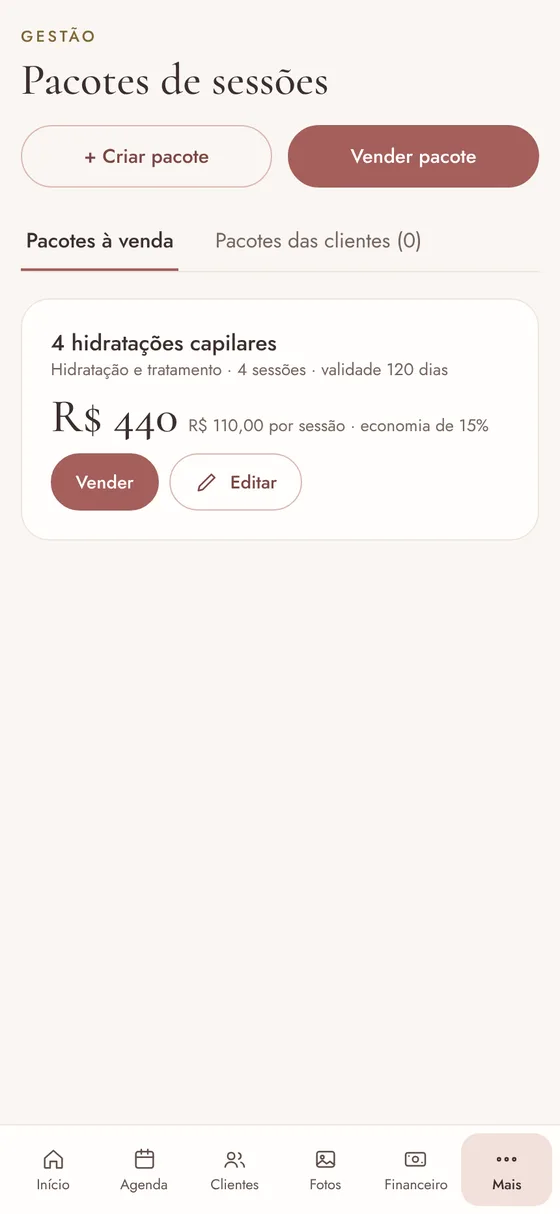 GESTÃO
Pacotes de sessões
+ Criar pacote
Vender pacote
Pacotes à venda
Pacotes das clientes (0)
4 hidratações capilares
Hidratação e tratamento · 4 sessões · validade 120 dias
R$ 440 R$ 110,00 por sessão · economia de 15%
Vender
Editar
Início
Agenda
Clientes
Fotos
Financeiro
Mais